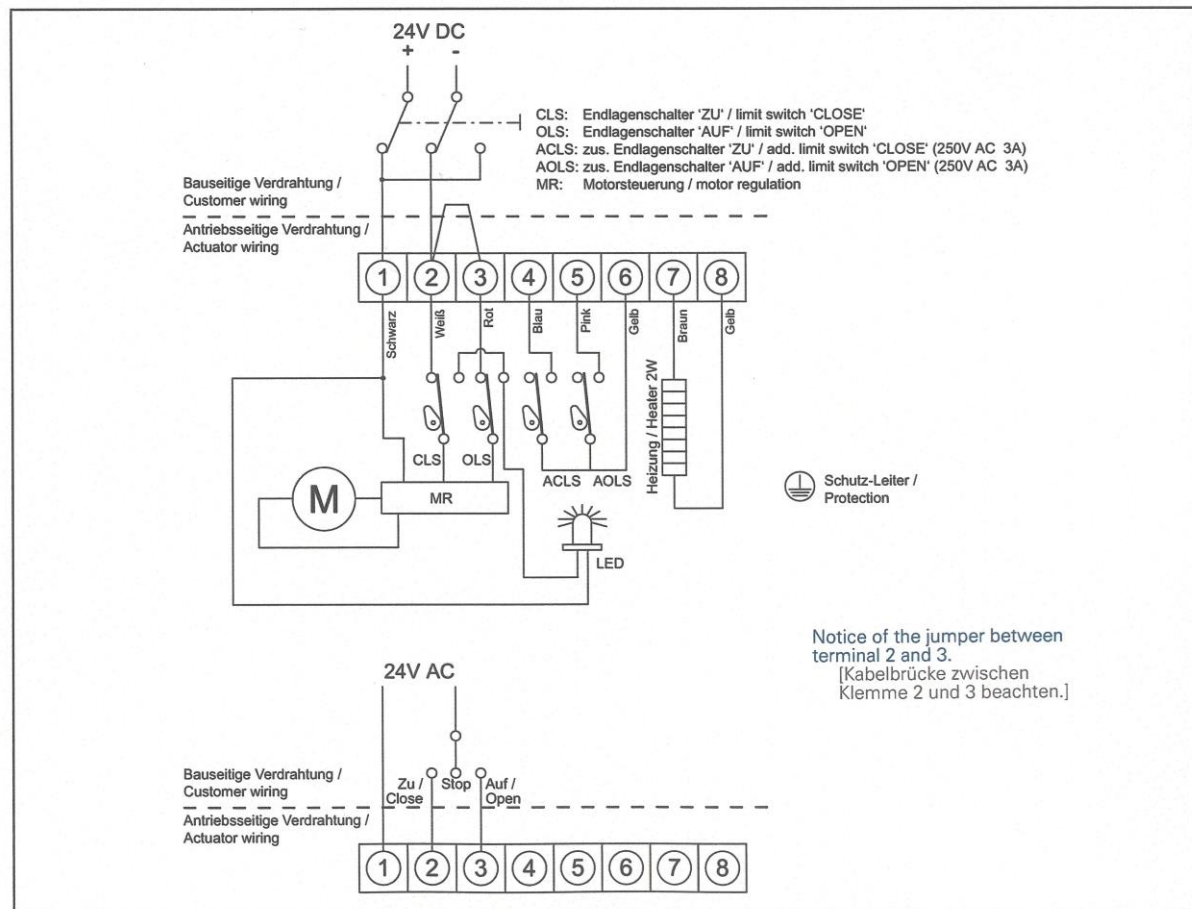 24V DC
+ -
CLS: Endlagenschalter 'ZU' / limit switch 'CLOSE'
OLS: Endlagenschalter 'AUF' / limit switch 'OPEN'
ACLS: zus. Endlagenschalter 'ZU' / add. limit switch 'CLOSE' (250V AC 3A)
AOLS: zus. Endlagenschalter 'AUF' / add. limit switch 'OPEN' (250V AC 3A)
MR: Motorsteuerung / motor regulation
Bauseitige Verdrahtung /
Customer wiring
Antriebsseitige Verdrahtung /
Actuator wiring
1 2 3 4 5 6 7 8
Schwarz
Weiß
Rot
Blau
Pink
Gelb
Braun
Gelb
Heizung / Heater 2W
CLS OLS
ACLS AOLS
M
MR
LED
Schutz-Leiter /
Protection
Notice of the jumper between
terminal 2 and 3.
[Kabelbrücke zwischen
Klemme 2 und 3 beachten.]
24V AC
Bauseitige Verdrahtung /
Customer wiring
Zu /
Close
Stop
Auf /
Open
Antriebsseitige Verdrahtung /
Actuator wiring
1 2 3 4 5 6 7 8